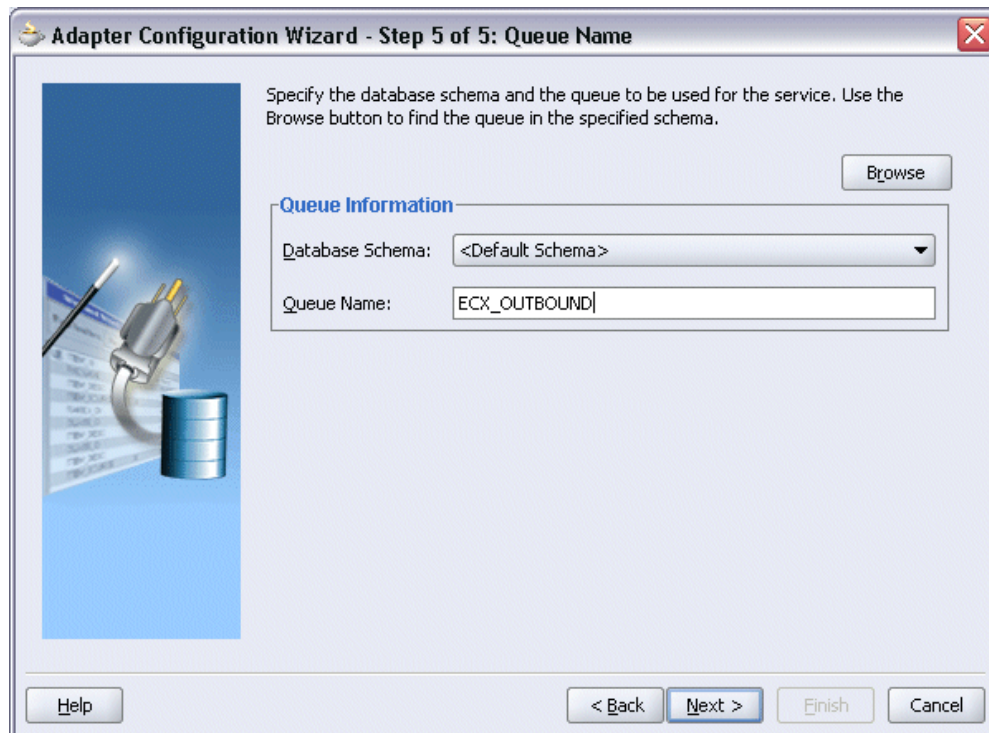 Adapter Configuration Wizard - Step 5 of 5: Queue Name
Specify the database schema and the queue to be used for the service. Use the
Browse button to find the queue in the specified schema.
Browse
Queue Information
Database Schema: <Default Schema>
Queue Name: ECX_OUTBOUND
Help < Back Next > Finish Cancel